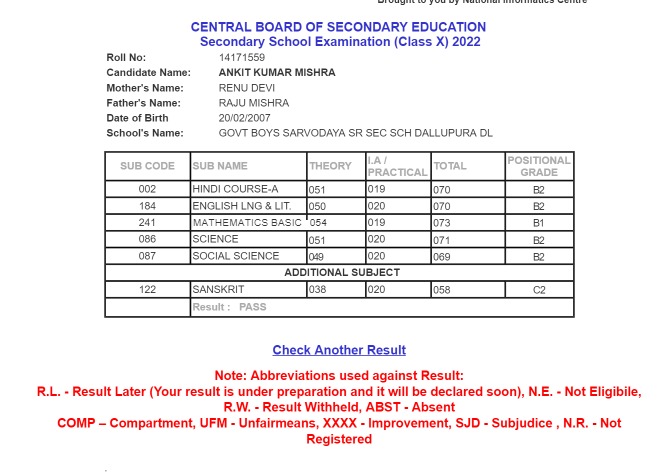 Brought to you by National Informatics Centre
CENTRAL BOARD OF SECONDARY EDUCATION
Secondary School Examination (Class X) 2022
Roll No: 14171559
Candidate Name: ANKIT KUMAR MISHRA
Mother's Name: RENU DEVI
Father's Name: RAJU MISHRA
Date of Birth 20/02/2007
School's Name: GOVT BOYS SARVODAYA SR SEC SCH DALLUPURA DL
SUB CODE SUB NAME THEORY I.A / PRACTICAL TOTAL POSITIONAL GRADE
002 HINDI COURSE-A 051 019 070 B2
184 ENGLISH LNG & LIT. 050 020 070 B2
241 MATHEMATICS BASIC 054 019 073 B1
086 SCIENCE 051 020 071 B2
087 SOCIAL SCIENCE 049 020 069 B2
ADDITIONAL SUBJECT
122 SANSKRIT 038 020 058 C2
Result : PASS
Check Another Result
Note: Abbreviations used against Result:
R.L. - Result Later (Your result is under preparation and it will be declared soon), N.E. - Not Eligibile,
R.W. - Result Withheld, ABST - Absent
COMP – Compartment, UFM - Unfairmeans, XXXX - Improvement, SJD - Subjudice , N.R. - Not
Registered